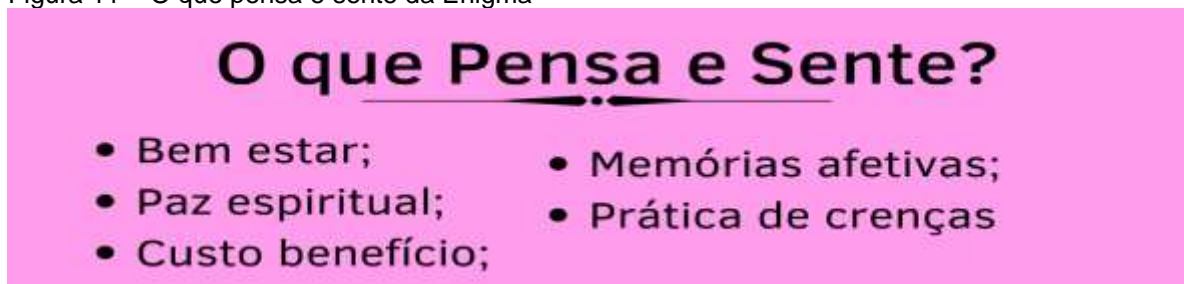 O que Pensa e Sente?
• Bem estar;
• Paz espiritual;
• Custo benefício;
• Memórias afetivas;
• Prática de crenças